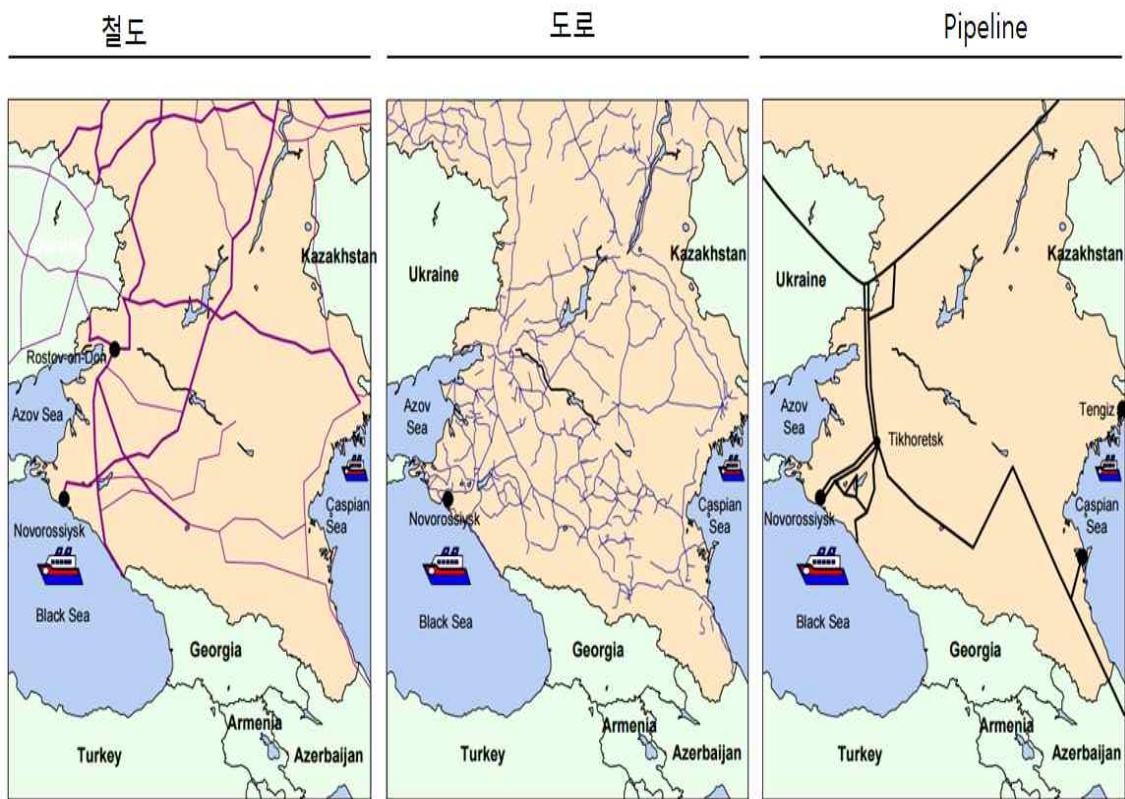 철도
도로
Pipeline
Kazakhstan
Rostov-on-Don
Azov Sea
Novorossiysk
Caspian
Sea
Black Sea
Georgia
Armenia
Turkey
Azerbaijan
Ukraine
Kazakhstan
Azov
Sea
Novorossiysk
Caspian
Sea
Black Sea
Georgia
Armenia
Turkey
Azerbaijan
Ukraine
Kazakhstan
Azov
Sea
Tengiz
Tikhoretsk
Novorossiysk
Caspian
Sea
Black Sea
Georgia
Armenia
Turkey
Azerbaijan